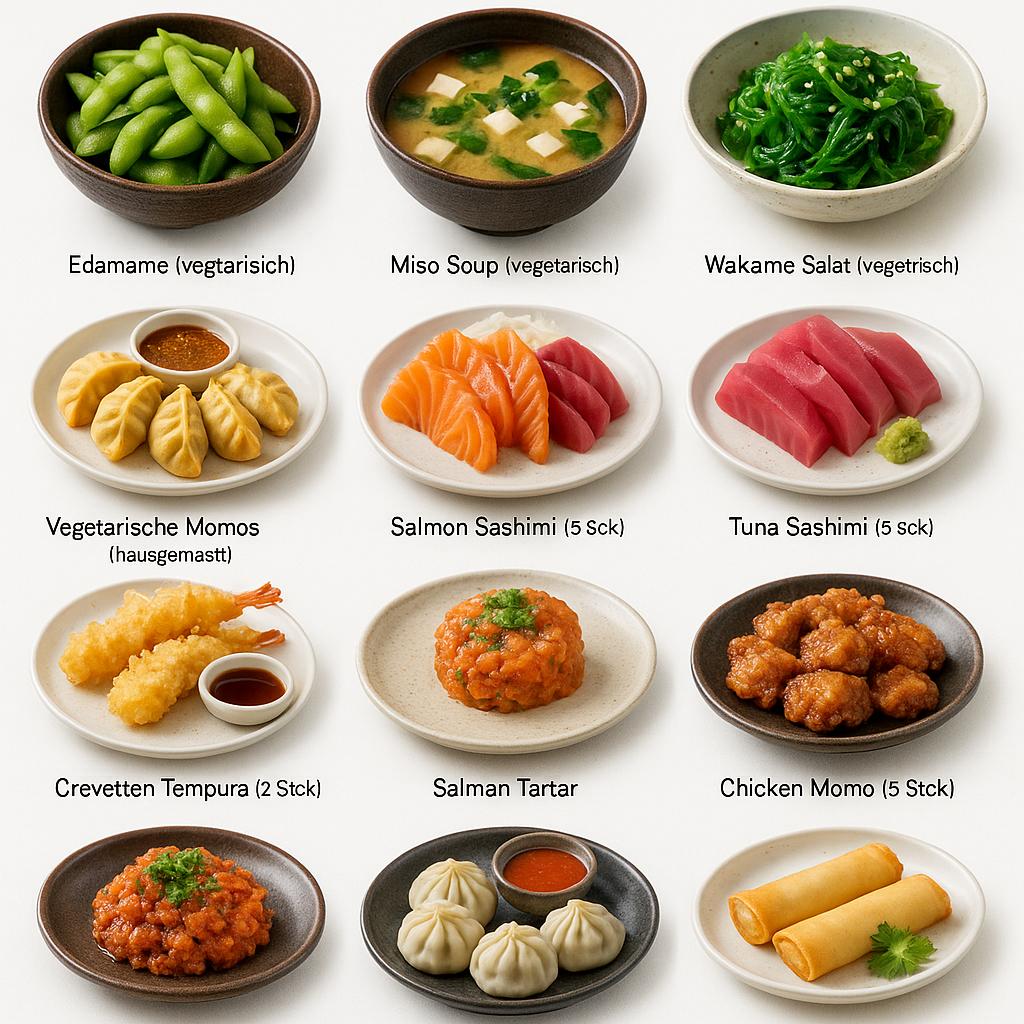 Edamame (vegtarisich)
Miso Soup (vegetarisch)
Wakame Salat (vegetrisch)
Vegetarische Momos
(hausgemastt)
Salmon Sashimi (5 Sck)
Tuna Sashimi (5 sck)
Crevetten Tempura (2 Stck)
Salman Tartar
Chicken Momo (5 Stck)